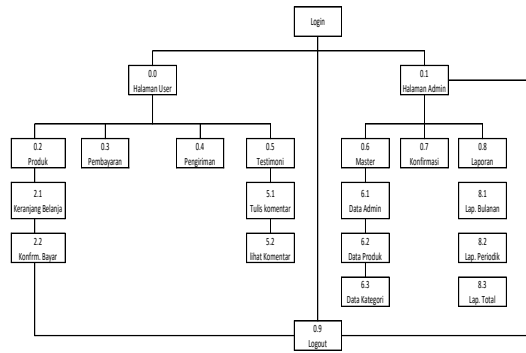 Login
0.0
Halaman User
0.1
Halaman Admin
0.2
Produk
0.3
Pembayaran
0.4
Pengiriman
0.5
Testimoni
0.6
Master
0.7
Konfirmasi
0.8
Laporan
2.1
Keranjang Belanja
5.1
Tulis komentar
6.1
Data Admin
8.1
Lap. Bulanan
2.2
Konfrm. Bayar
5.2
lihat Komentar
6.2
Data Produk
8.2
Lap. Periodik
6.3
Data Kategori
8.3
Lap. Total
0.9
Logout